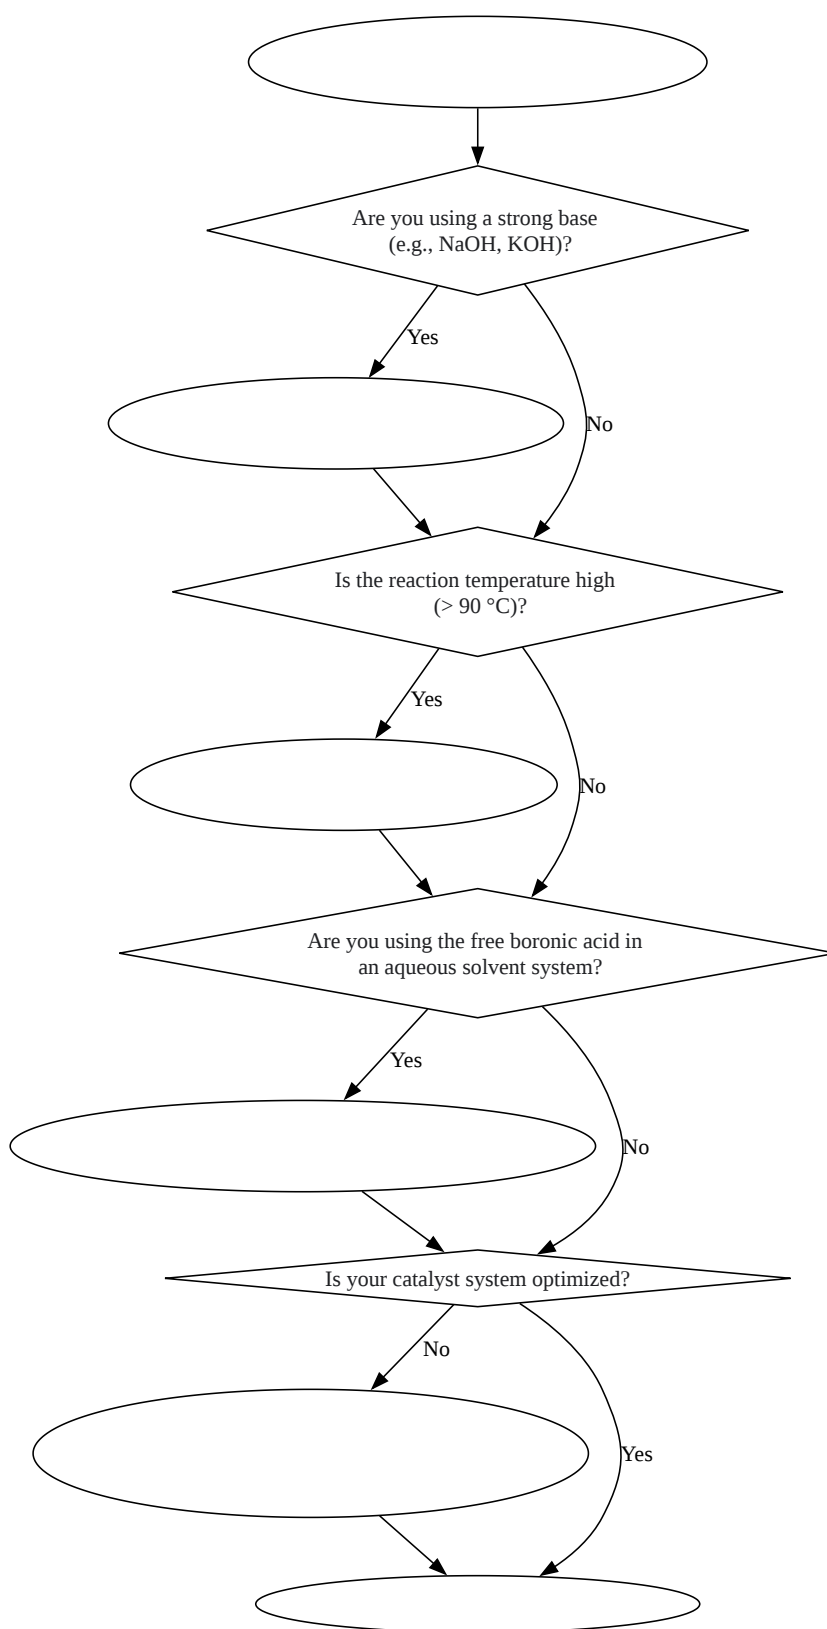 Are you using a strong base
(e.g., NaOH, KOH)?
Yes
No
Is the reaction temperature high
(> 90 °C)?
Yes
No
Are you using the free boronic acid in
an aqueous solvent system?
Yes
No
Is your catalyst system optimized?
No
Yes